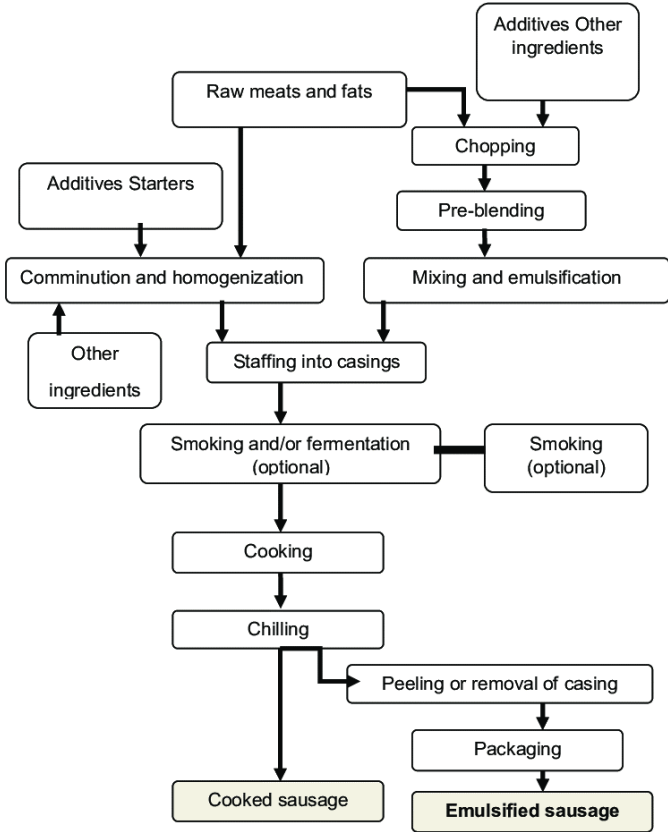 Additives Other
ingredients
Raw meats and fats
Chopping
Additives Starters
Pre-blending
Comminution and homogenization
Mixing and emulsification
Other
ingredients
Staffing into casings
Smoking and/or fermentation
(optional)
Smoking
(optional)
Cooking
Chilling
Peeling or removal of casing
Packaging
Cooked sausage
Emulsified sausage